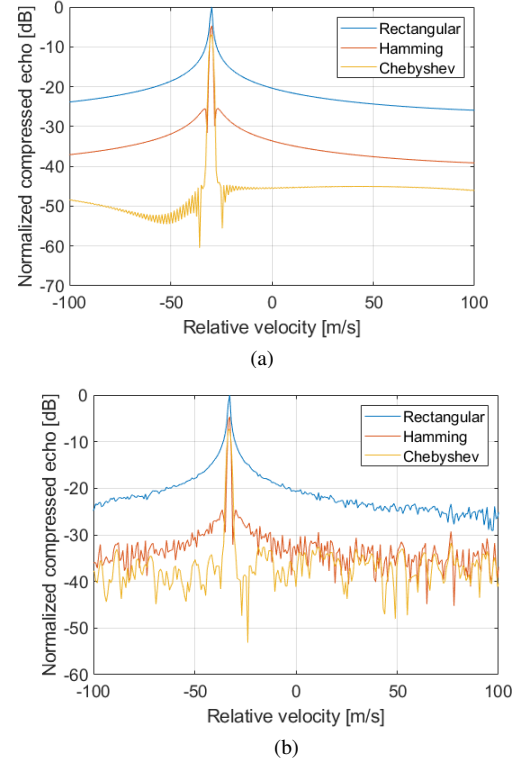 Normalized compressed echo [dB]
0
-10
-20
-30
-40
-50
-60
-70
Rectangular
Hamming
Chebyshev
-100
-50
0
50
100
Relative velocity [m/s]
(a)
Normalized compressed echo [dB]
0
-10
-20
-30
-40
-50
-60
Rectangular
Hamming
Chebyshev
-100
-50
0
50
100
Relative velocity [m/s]
(b)